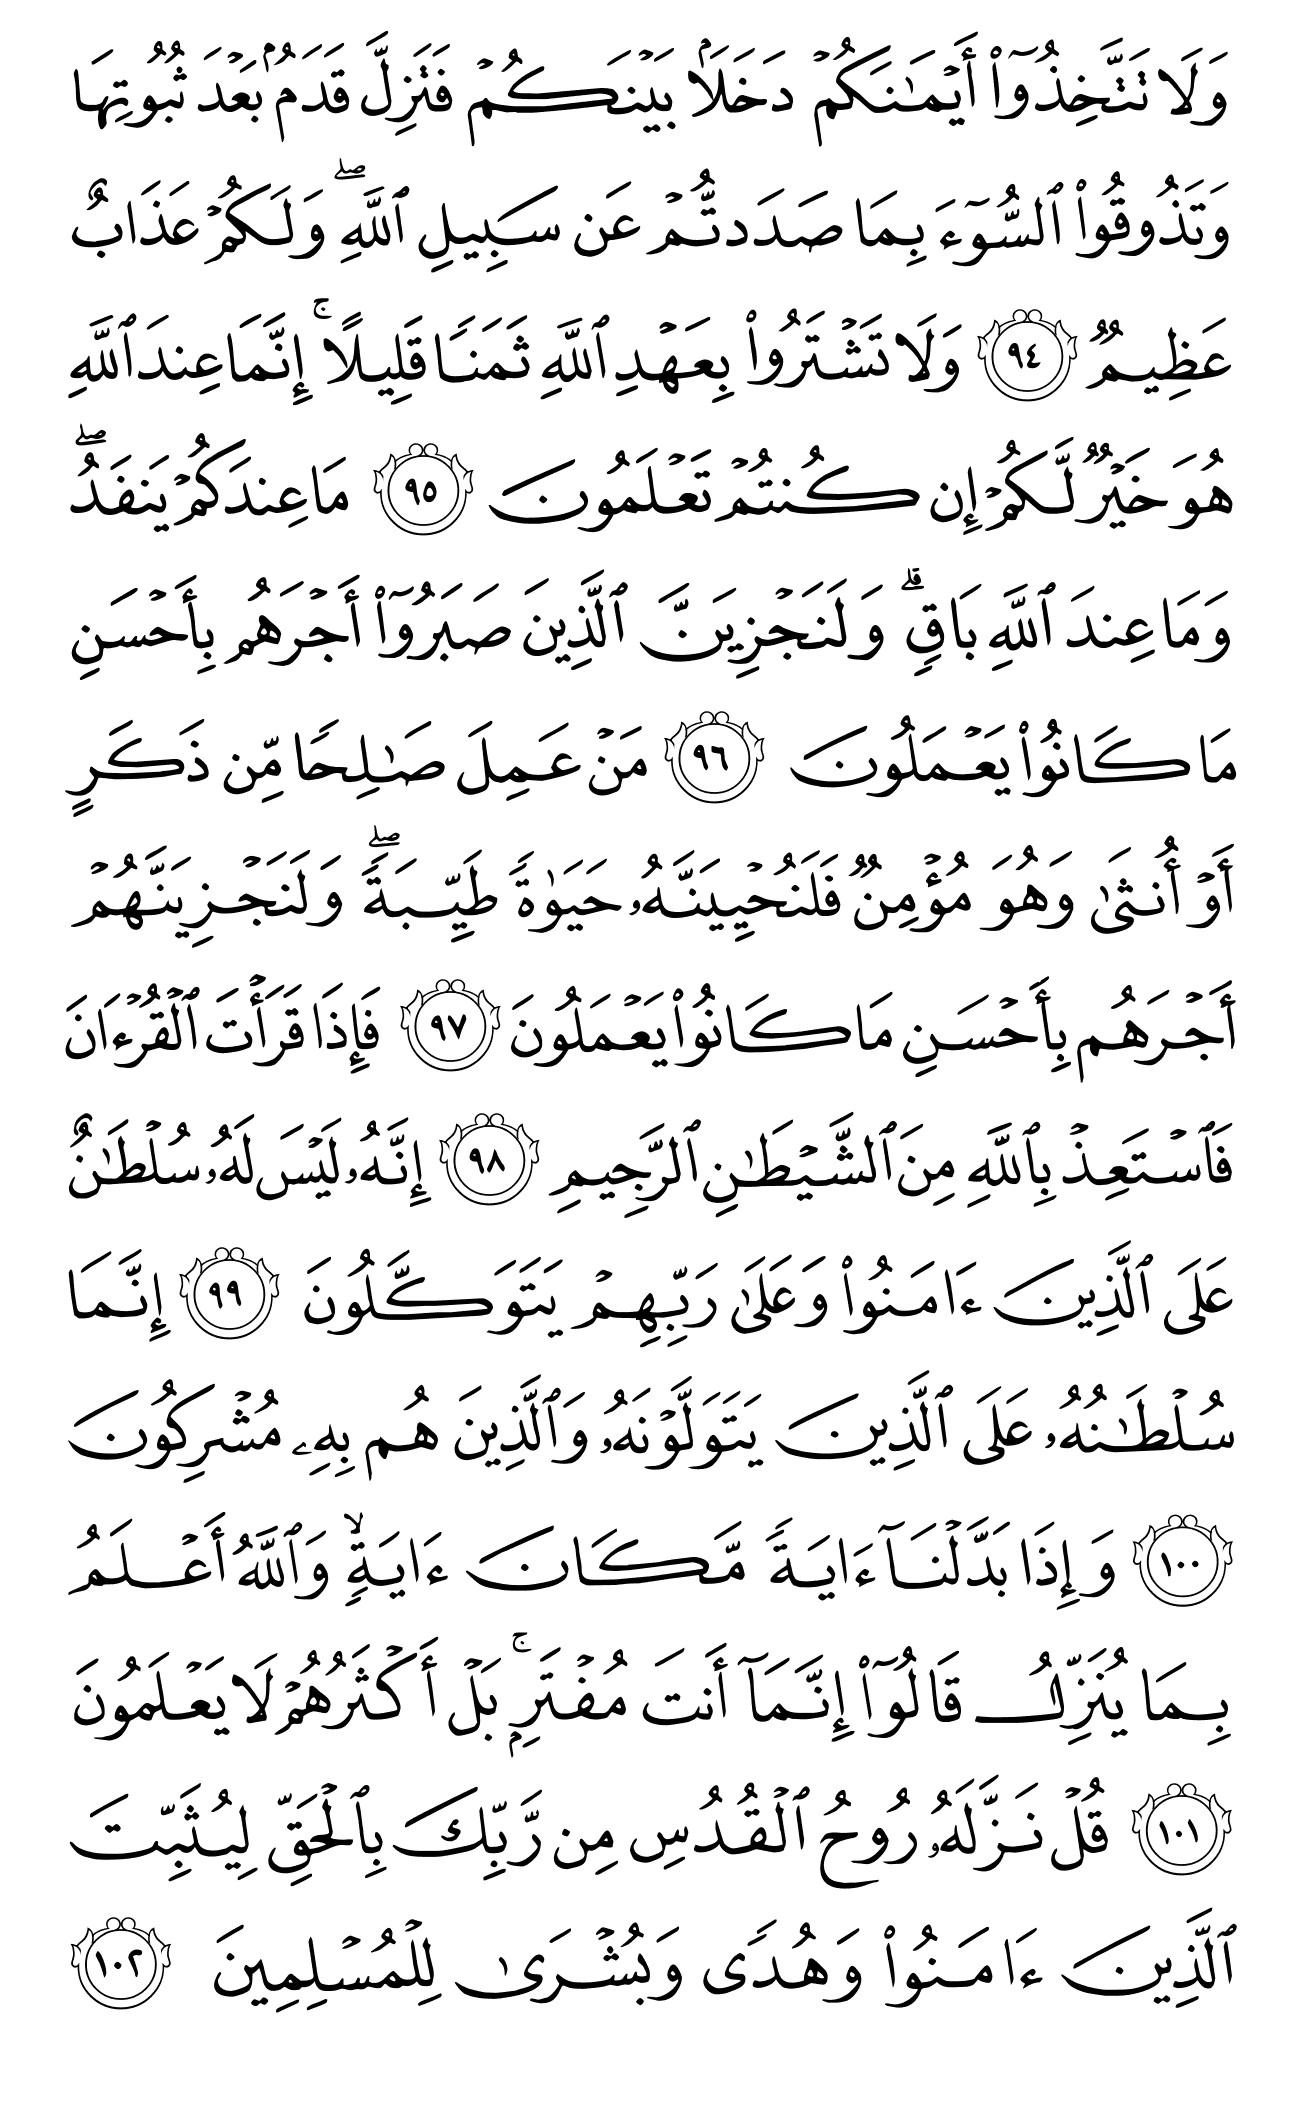 وَلَا تَتَّخِذُوٓا۟ أَيْمَـٰنَكُمْ دَخَلًۢا بَيْنَكُمْ فَتَزِلَّ قَدَمٌۢ بَعْدَ ثُبُوتِهَا
وَتَذُوقُوا۟ ٱلسُّوٓءَ بِمَا صَدَدتُّمْ عَن سَبِيلِ ٱللَّهِ ۖ وَلَكُمْ عَذَابٌ
عَظِيمٌ ٩٤ وَلَا تَشْتَرُوا۟ بِعَهْدِ ٱللَّهِ ثَمَنًا قَلِيلًا ۚ إِنَّمَا عِندَ ٱللَّهِ
هُوَ خَيْرٌ لَّكُمْ إِن كُنتُمْ تَعْلَمُونَ ٩٥ مَا عِندَكُمْ يَنفَدُ ۖ
وَمَا عِندَ ٱللَّهِ بَاقٍ ۗ وَلَنَجْزِيَنَّ ٱلَّذِينَ صَبَرُوٓا۟ أَجْرَهُم بِأَحْسَنِ
مَا كَانُوا۟ يَعْمَلُونَ ٩٦ مَنْ عَمِلَ صَـٰلِحًا مِّن ذَكَرٍ
أَوْ أُنثَىٰ وَهُوَ مُؤْمِنٌ فَلَنُحْيِيَنَّهُۥ حَيَوٰةً طَيِّبَةً ۖ وَلَنَجْزِيَنَّهُمْ
أَجْرَهُم بِأَحْسَنِ مَا كَانُوا۟ يَعْمَلُونَ ٩٧ فَإِذَا قَرَأْتَ ٱلْقُرْءَانَ
فَٱسْتَعِذْ بِٱللَّهِ مِنَ ٱلشَّيْطَـٰنِ ٱلرَّجِيمِ ٩٨ إِنَّهُۥ لَيْسَ لَهُۥ سُلْطَـٰنٌ
عَلَى ٱلَّذِينَ ءَامَنُوا۟ وَعَلَىٰ رَبِّهِمْ يَتَوَكَّلُونَ ٩٩ إِنَّمَا
سُلْطَـٰنُهُۥ عَلَى ٱلَّذِينَ يَتَوَلَّوْنَهُۥ وَٱلَّذِينَ هُم بِهِۦ مُشْرِكُونَ
١٠٠ وَإِذَا بَدَّلْنَآ ءَايَةً مَّكَانَ ءَايَةٍ ۙ وَٱللَّهُ أَعْلَمُ
بِمَا يُنَزِّلُ قَالُوٓا۟ إِنَّمَآ أَنتَ مُفْتَرٍۭ ۚ بَلْ أَكْثَرُهُمْ لَا يَعْلَمُونَ
١٠١ قُلْ نَزَّلَهُۥ رُوحُ ٱلْقُدُسِ مِن رَّبِّكَ بِٱلْحَقِّ لِيُثَبِّتَ
ٱلَّذِينَ ءَامَنُوا۟ وَهُدًى وَبُشْرَىٰ لِلْمُسْلِمِينَ ١٠٢